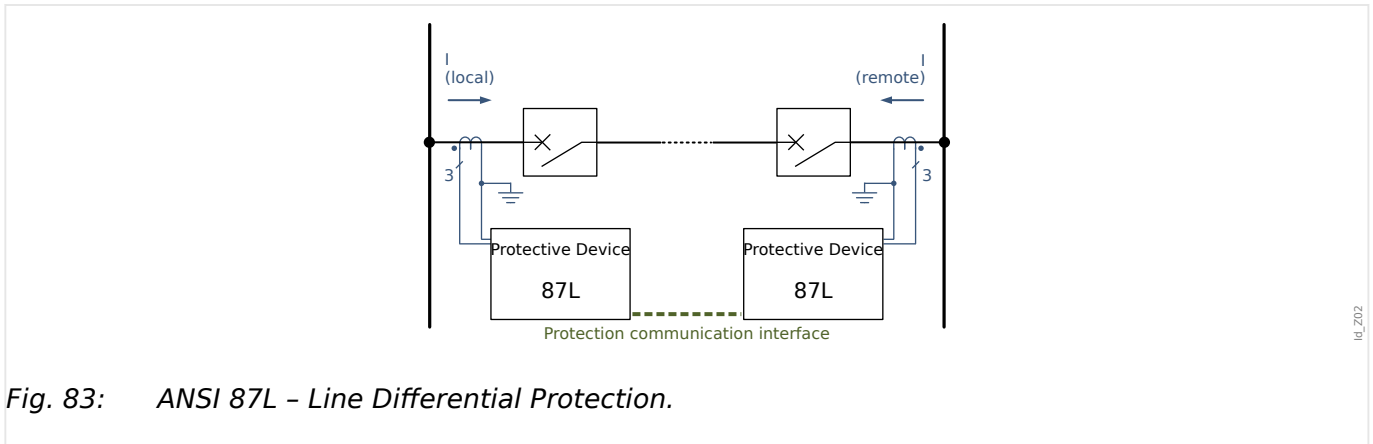 I
(local)
I
(remote)
3
3
Protective Device
87L
Protective Device
87L
Protection communication interface
ld_Z02
Fig. 83: ANSI 87L – Line Differential Protection.